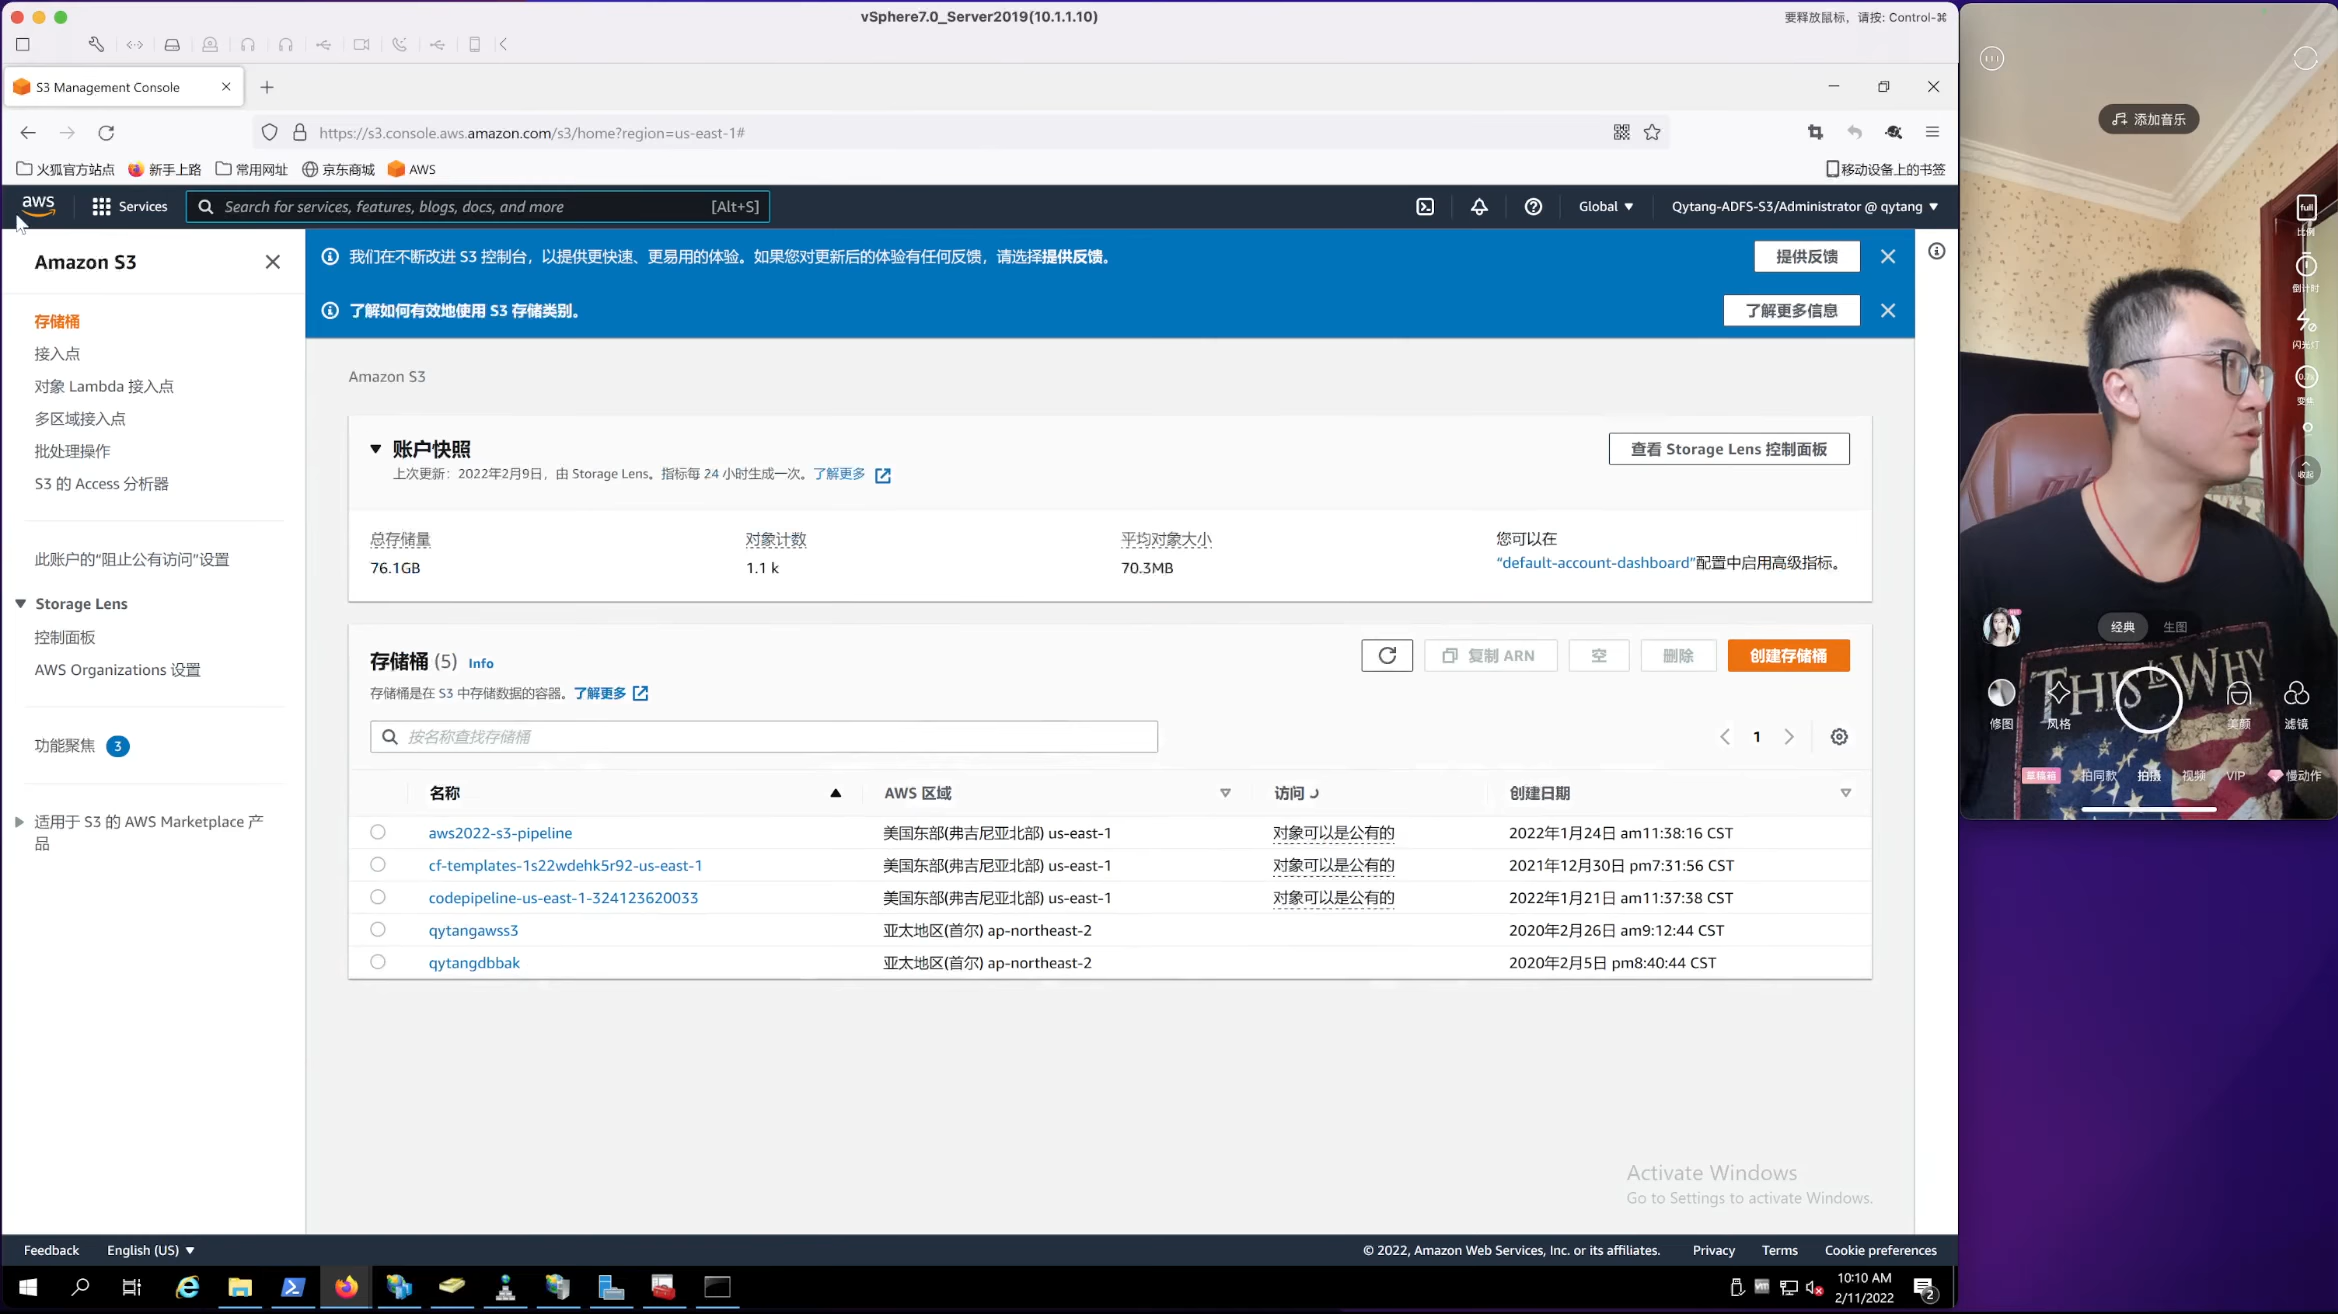 vSphere7.0_Server2019(10.1.1.10)
要释放鼠标，请按: Control-⌘
S3 Management Console
https://s3.console.aws.amazon.com/s3/home?region=us-east-1#
火狐官方站点
新手上路
常用网址
京东商城
AWS
移动设备上的书签
aws
Services
Search for services, features, blogs, docs, and more
[Alt+S]
Global
Qytang-ADFS-S3/Administrator @ qytang
Amazon S3
存储桶
接入点
对象 Lambda 接入点
多区域接入点
批处理操作
S3 的 Access 分析器
此账户的“阻止公有访问”设置
Storage Lens
控制面板
AWS Organizations 设置
功能聚焦 3
适用于 S3 的 AWS Marketplace 产
品
我们在不断改进 S3 控制台，以提供更快速、更易用的体验。如果您对更新后的体验有任何反馈，请选择提供反馈。
提供反馈
了解如何有效地使用 S3 存储类别。
了解更多信息
Amazon S3
账户快照
上次更新：2022年2月9日，由 Storage Lens。指标每 24 小时生成一次。了解更多
查看 Storage Lens 控制面板
总存储量
76.1GB
对象计数
1.1 k
平均对象大小
70.3MB
您可以在
“default-account-dashboard”配置中启用高级指标。
存储桶 (5) Info
存储桶是在 S3 中存储数据的容器。了解更多
复制 ARN
空
删除
创建存储桶
按名称查找存储桶
1
名称 AWS 区域 访问 创建日期
aws2022-s3-pipeline 美国东部(弗吉尼亚北部) us-east-1 对象可以是公有的 2022年1月24日 am11:38:16 CST
cf-templates-1s22wdehk5r92-us-east-1 美国东部(弗吉尼亚北部) us-east-1 对象可以是公有的 2021年12月30日 pm7:31:56 CST
codepipeline-us-east-1-324123620033 美国东部(弗吉尼亚北部) us-east-1 对象可以是公有的 2022年1月21日 am11:37:38 CST
qytangawss3 亚太地区(首尔) ap-northeast-2 2020年2月26日 am9:12:44 CST
qytangdbbak 亚太地区(首尔) ap-northeast-2 2020年2月5日 pm8:40:44 CST
Activate Windows
Go to Settings to activate Windows.
Feedback
English (US)
© 2022, Amazon Web Services, Inc. or its affiliates.
Privacy
Terms
Cookie preferences
10:10 AM
2/11/2022
2
添加音乐
full
比例
倒计时
闪光灯
变焦
收起
经典
生图
THIS IS WHY
修图
风格
美颜
滤镜
草稿箱
拍同款
拍摄
视频
VIP
慢动作